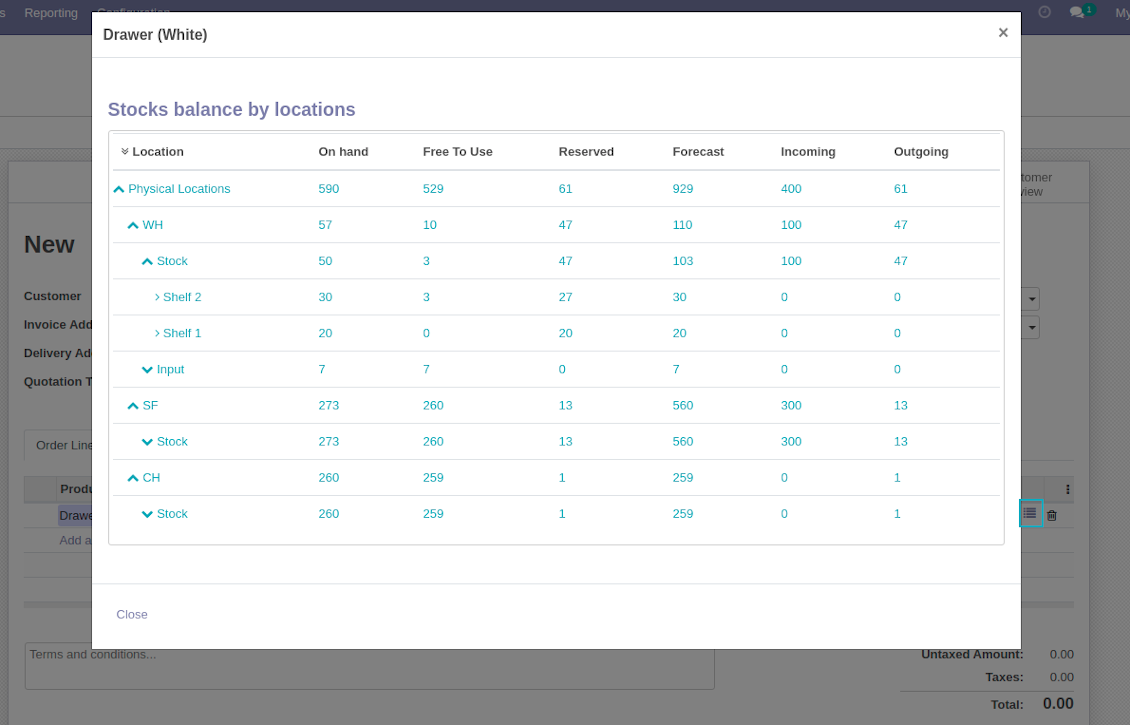 s Reporting Configuration 1 My
Drawer (White) ×
Stocks balance by locations
Location On hand Free To Use Reserved Forecast Incoming Outgoing
Physical Locations 590 529 61 929 400 61
WH 57 10 47 110 100 47
Stock 50 3 47 103 100 47
Shelf 2 30 3 27 30 0 0
Shelf 1 20 0 20 20 0 0
Input 7 7 0 7 0 0
SF 273 260 13 560 300 13
Stock 273 260 13 560 300 13
CH 260 259 1 259 0 1
Stock 260 259 1 259 0 1
Close
tomer
view
New
Customer
Invoice Add
Delivery Ad
Quotation T
Order Line
Produ
Drawe
Add a
Terms and conditions...
Untaxed Amount: 0.00
Taxes: 0.00
Total: 0.00